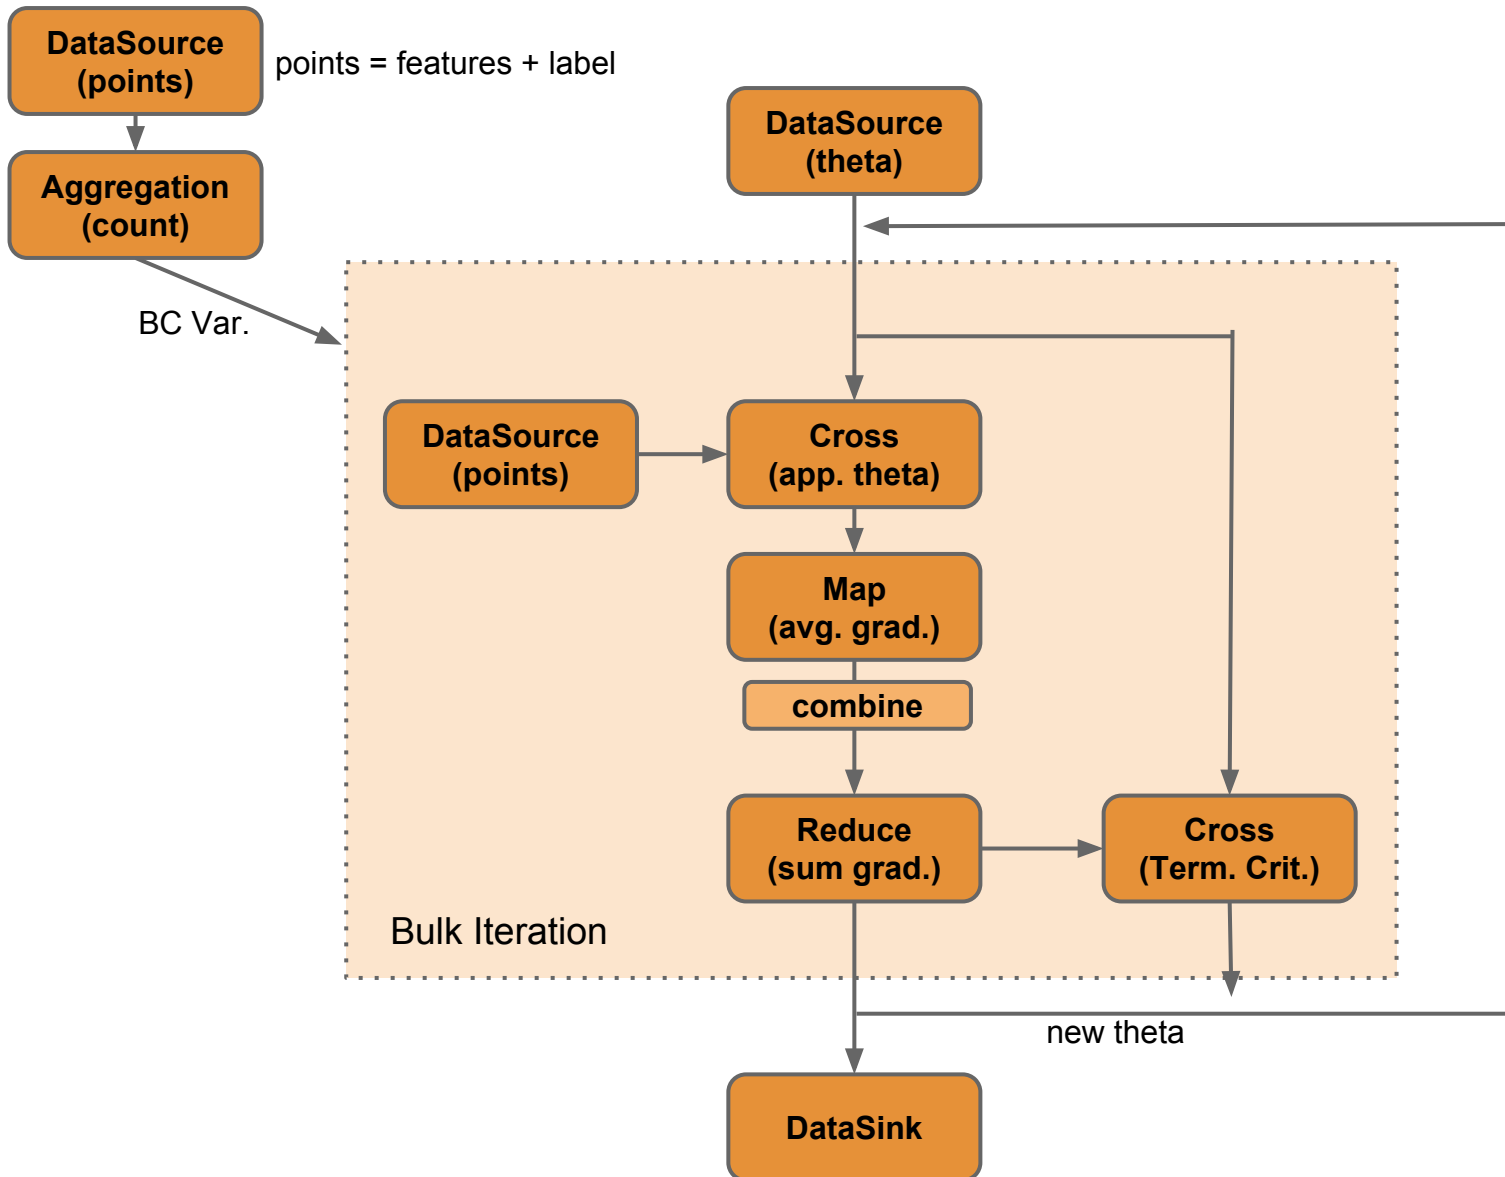 DataSource
(points)
points = features + label
Aggregation
(count)
BC Var.
DataSource
(theta)
DataSource
(points)
Cross
(app. theta)
Map
(avg. grad.)
combine
Reduce
(sum grad.)
Cross
(Term. Crit.)
Bulk Iteration
new theta
DataSink